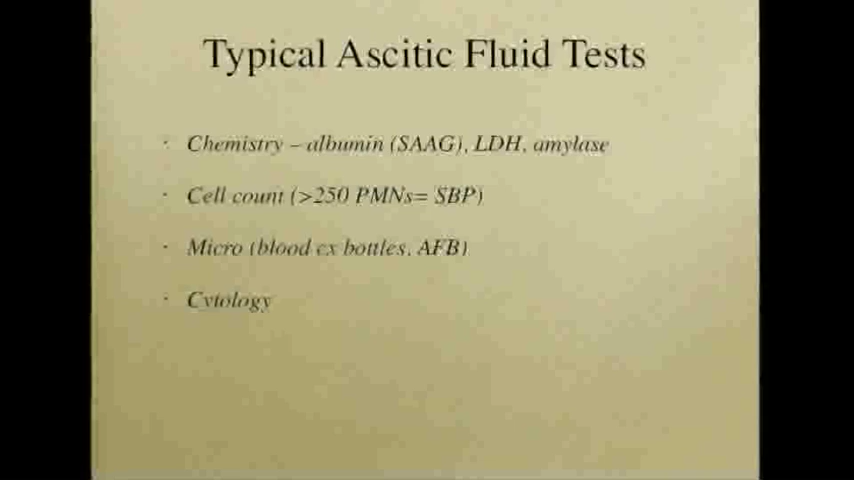 Typical Ascitic Fluid Tests
· Chemistry – albumin (SAAG), LDH, amylase
· Cell count (>250 PMNs= SBP)
· Micro (blood cx bottles, AFB)
· Cytology